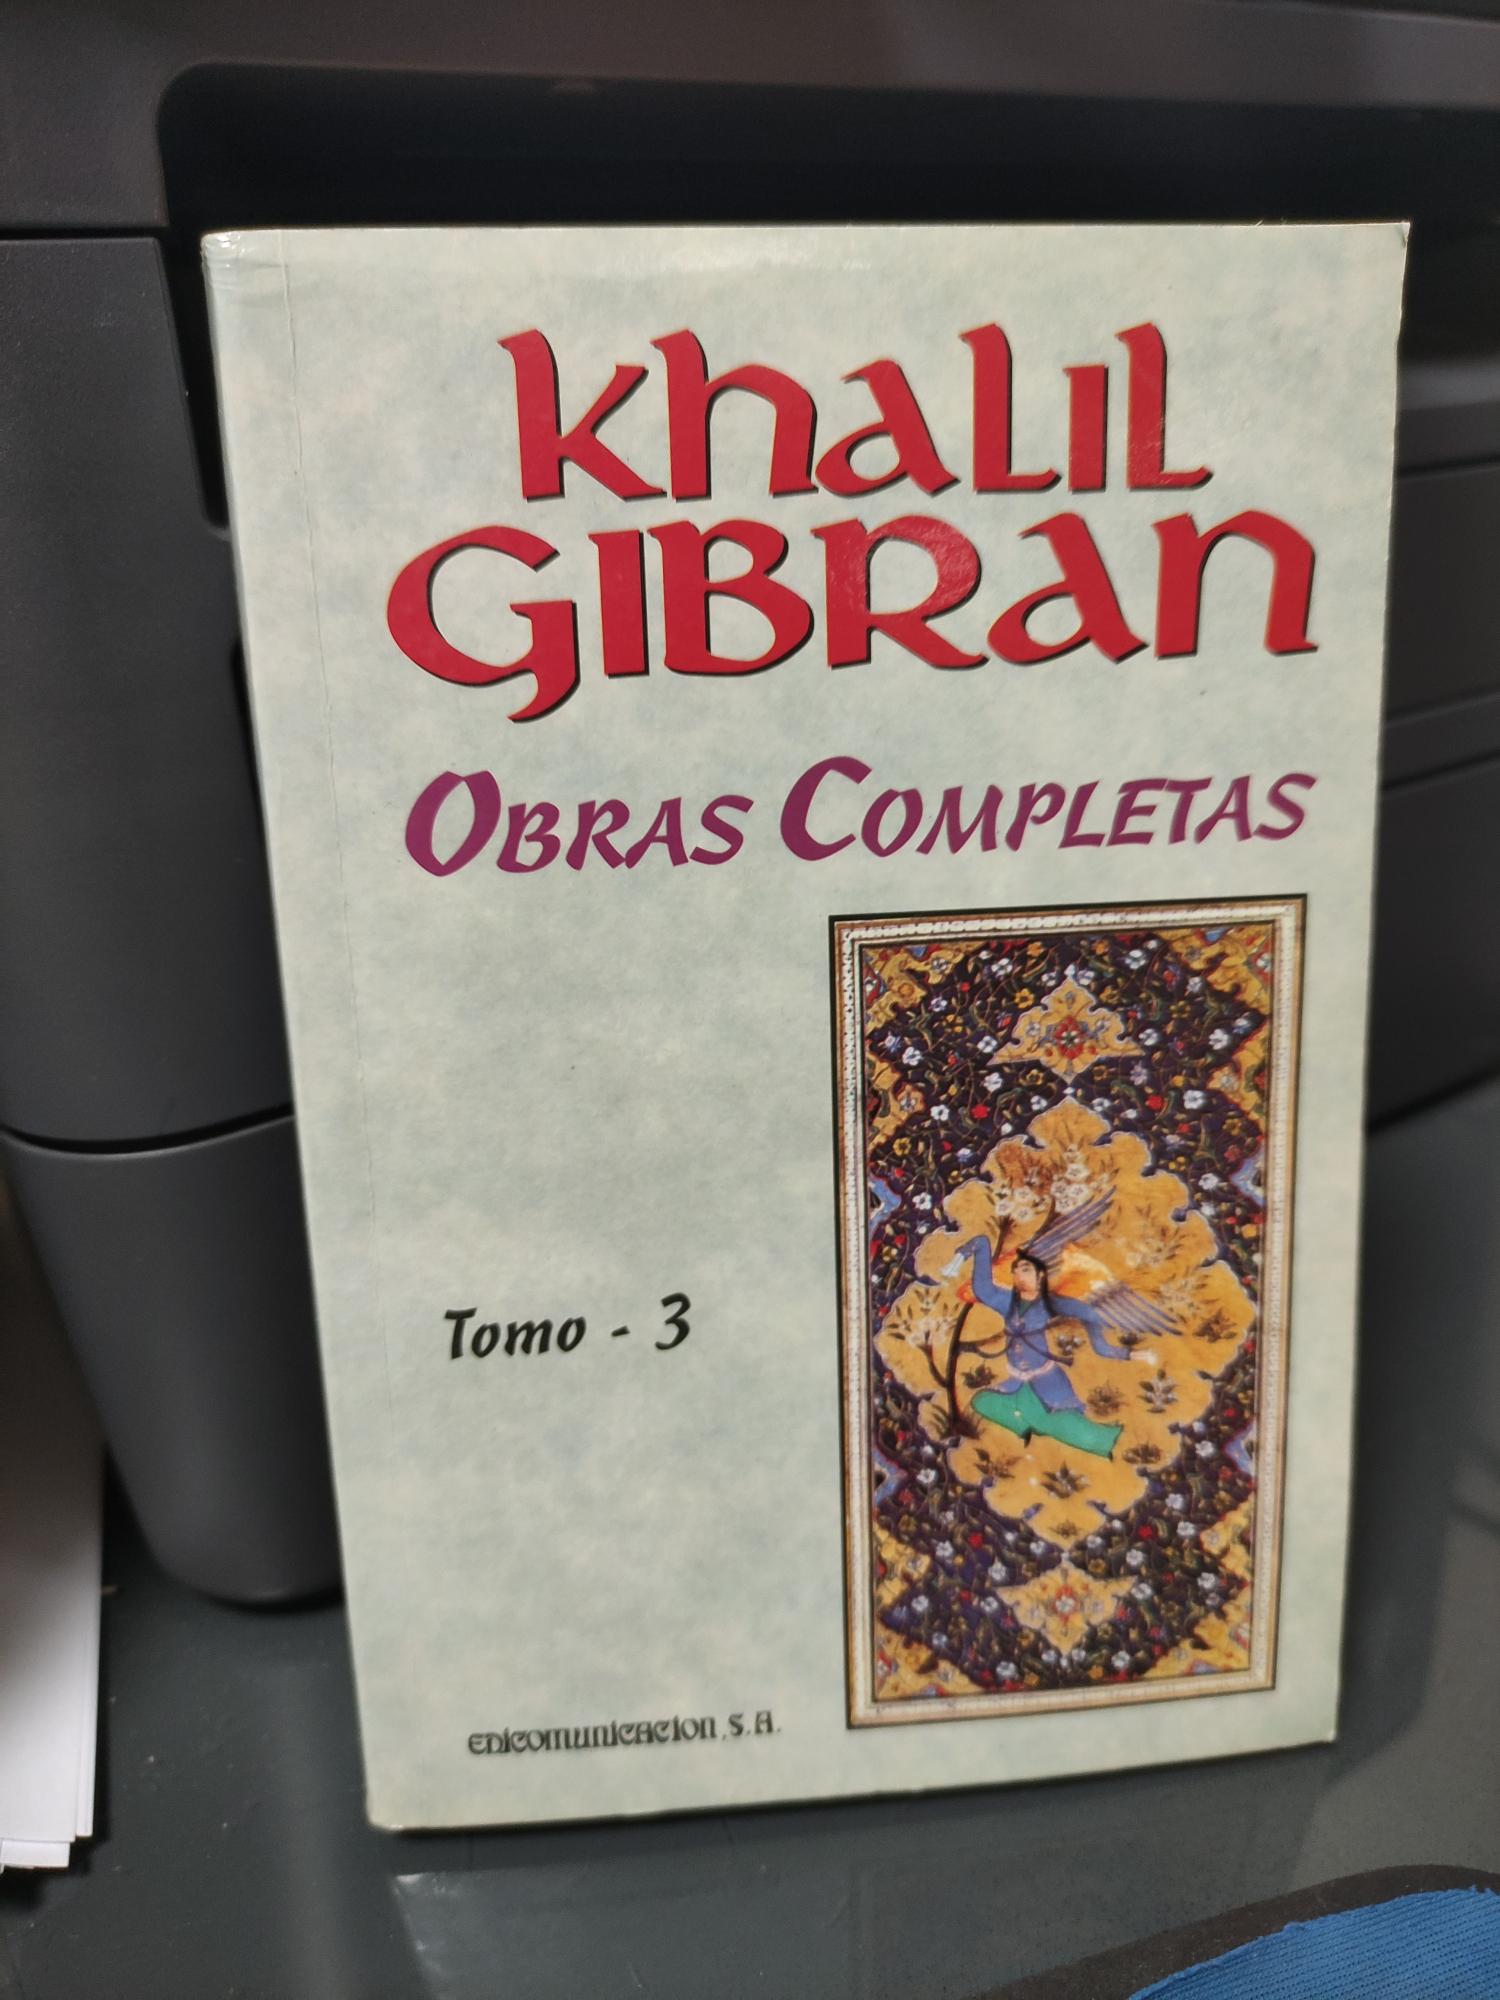 Khalil
Gibran
Obras Completas
Tomo - 3
EDICOMUNICACION, S.A.